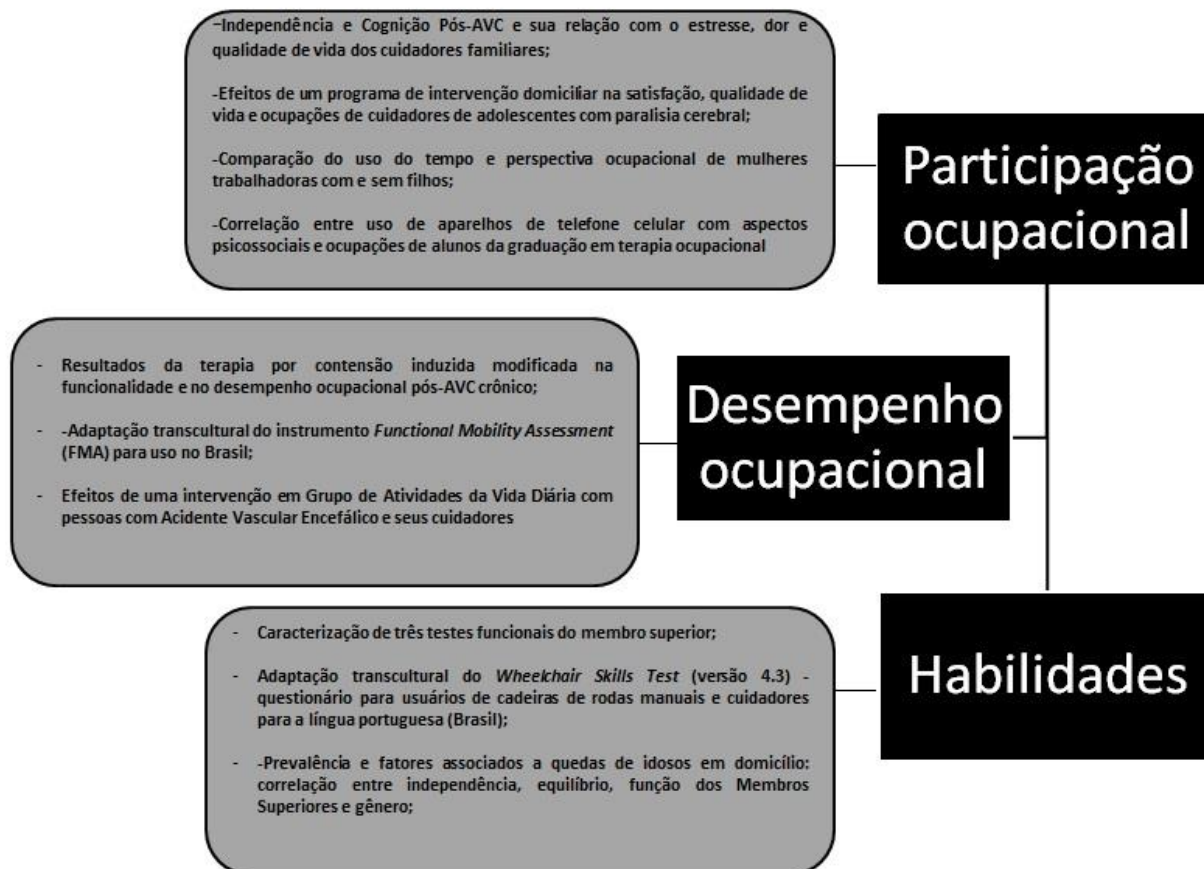 -Independência e Cognição Pós-AVC e sua relação com o estresse, dor e
qualidade de vida dos cuidadores familiares;
-Efeitos de um programa de intervenção domiciliar na satisfação, qualidade de
vida e ocupações de cuidadores de adolescentes com paralisia cerebral;
-Comparação do uso do tempo e perspectiva ocupacional de mulheres
trabalhadoras com e sem filhos;
-Correlação entre uso de aparelhos de telefone celular com aspectos
psicossociais e ocupações de alunos da graduação em terapia ocupacional
Participação
ocupacional
- Resultados da terapia por contensão induzida modificada na
funcionalidade e no desempenho ocupacional pós-AVC crônico;
- -Adaptação transcultural do instrumento Functional Mobility Assessment
(FMA) para uso no Brasil;
- Efeitos de uma intervenção em Grupo de Atividades da Vida Diária com
pessoas com Acidente Vascular Encefálico e seus cuidadores
Desempenho
ocupacional
- Caracterização de três testes funcionais do membro superior;
- Adaptação transcultural do Wheelchair Skills Test (versão 4.3) -
questionário para usuários de cadeiras de rodas manuais e cuidadores
para a língua portuguesa (Brasil);
- -Prevalência e fatores associados a quedas de idosos em domicílio:
correlação entre independência, equilíbrio, função dos Membros
Superiores e gênero;
Habilidades